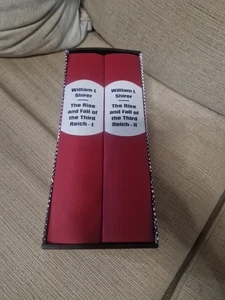 William L
Shirer
The Rise
and Fall of
the Third
Reich - I
William L
Shirer
The Rise
and Fall of
the Third
Reich - II